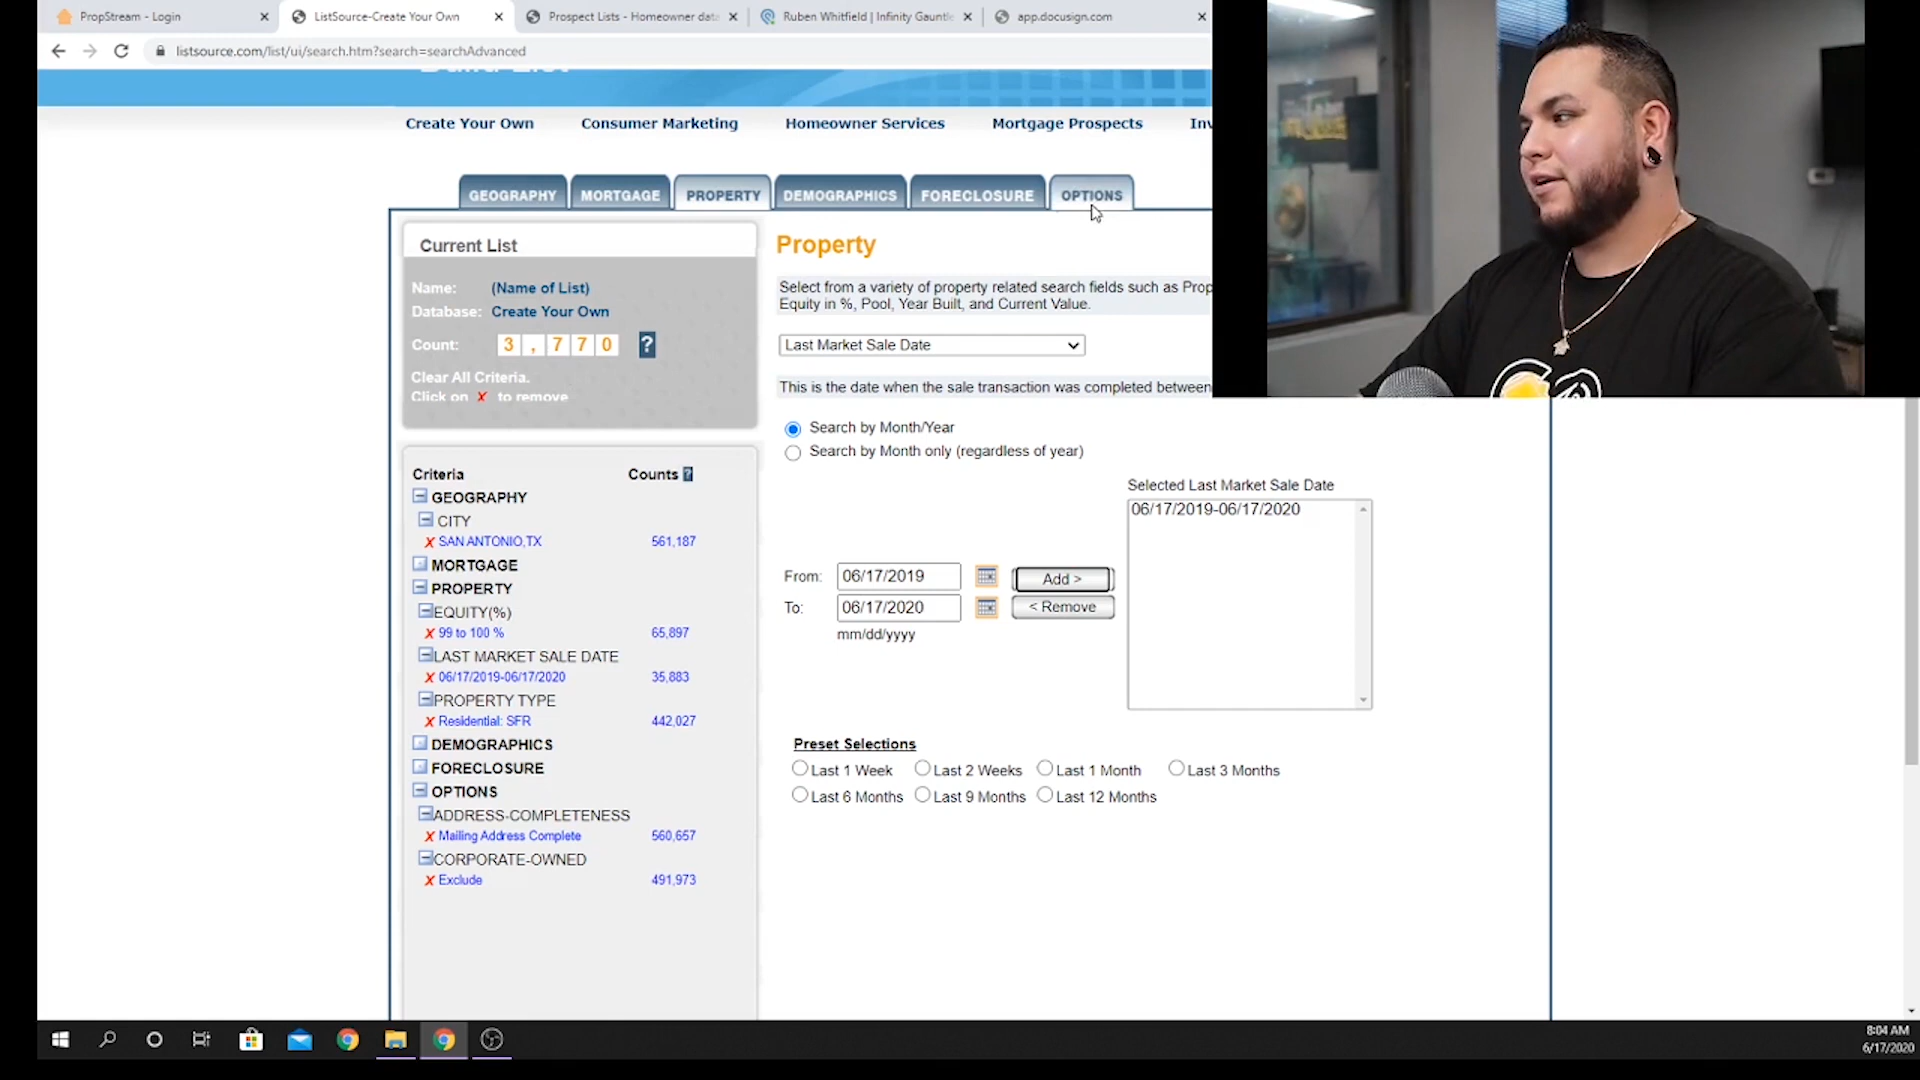 PropStream - Login
ListSource-Create Your Own
Prospect Lists - Homeowner dat
Ruben Whitfield | Infinity Gauntl
app.docusign.com
listsource.com/list/ui/search.htm?search=searchAdvanced
Build List
Create Your Own
Consumer Marketing
Homeowner Services
Mortgage Prospects
Inv
GEOGRAPHY
MORTGAGE
PROPERTY
DEMOGRAPHICS
FORECLOSURE
OPTIONS
Current List
Name: (Name of List)
Database: Create Your Own
Count: 3,770 ?
Clear All Criteria.
Click on X to remove
Criteria Counts ?
GEOGRAPHY
CITY
X SAN ANTONIO,TX 561,187
MORTGAGE
PROPERTY
EQUITY(%)
X 99 to 100 % 65,897
LAST MARKET SALE DATE
X 06/17/2019-06/17/2020 35,883
PROPERTY TYPE
X Residential: SFR 442,027
DEMOGRAPHICS
FORECLOSURE
OPTIONS
ADDRESS-COMPLETENESS
X Mailing Address Complete 560,657
CORPORATE-OWNED
X Exclude 491,973
Property
Select from a variety of property related search fields such as Prop
Equity in %, Pool, Year Built, and Current Value.
Last Market Sale Date
This is the date when the sale transaction was completed between
Search by Month/Year
Search by Month only (regardless of year)
Selected Last Market Sale Date
06/17/2019-06/17/2020
From: 06/17/2019 Add >
To: 06/17/2020 < Remove
mm/dd/yyyy
Preset Selections
Last 1 Week Last 2 Weeks Last 1 Month Last 3 Months
Last 6 Months Last 9 Months Last 12 Months
8:04 AM
6/17/2020